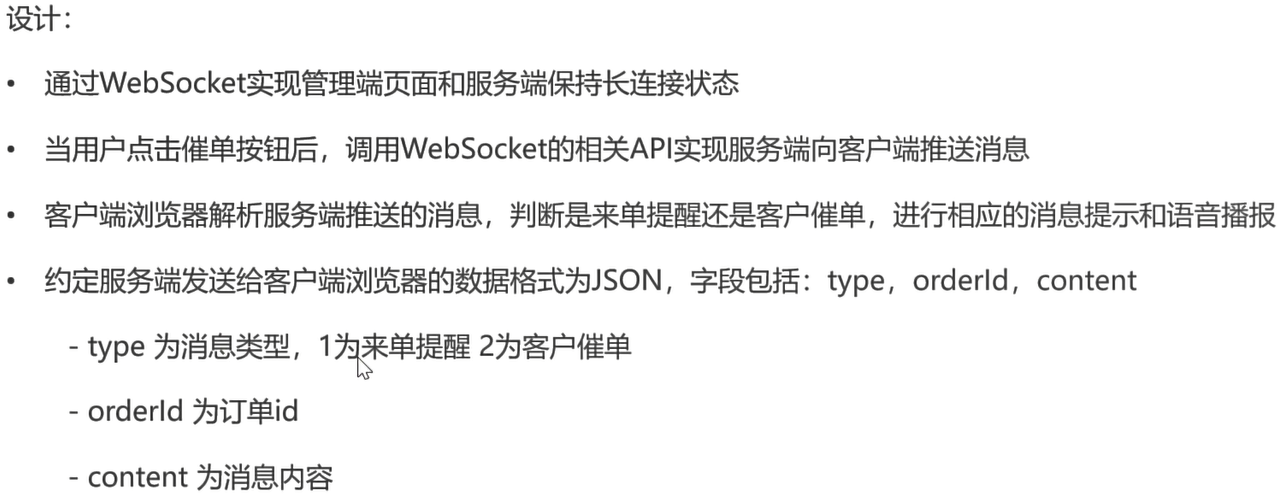 设计：
• 通过WebSocket实现管理端页面和服务端保持长连接状态
• 当用户点击催单按钮后，调用WebSocket的相关API实现服务端向客户端推送消息
• 客户端浏览器解析服务端推送的消息，判断是来单提醒还是客户催单，进行相应的消息提示和语音播报
• 约定服务端发送给客户端浏览器的数据格式为JSON，字段包括：type，orderId，content
- type 为消息类型，1为来单提醒 2为客户催单
- orderId 为订单id
- content 为消息内容